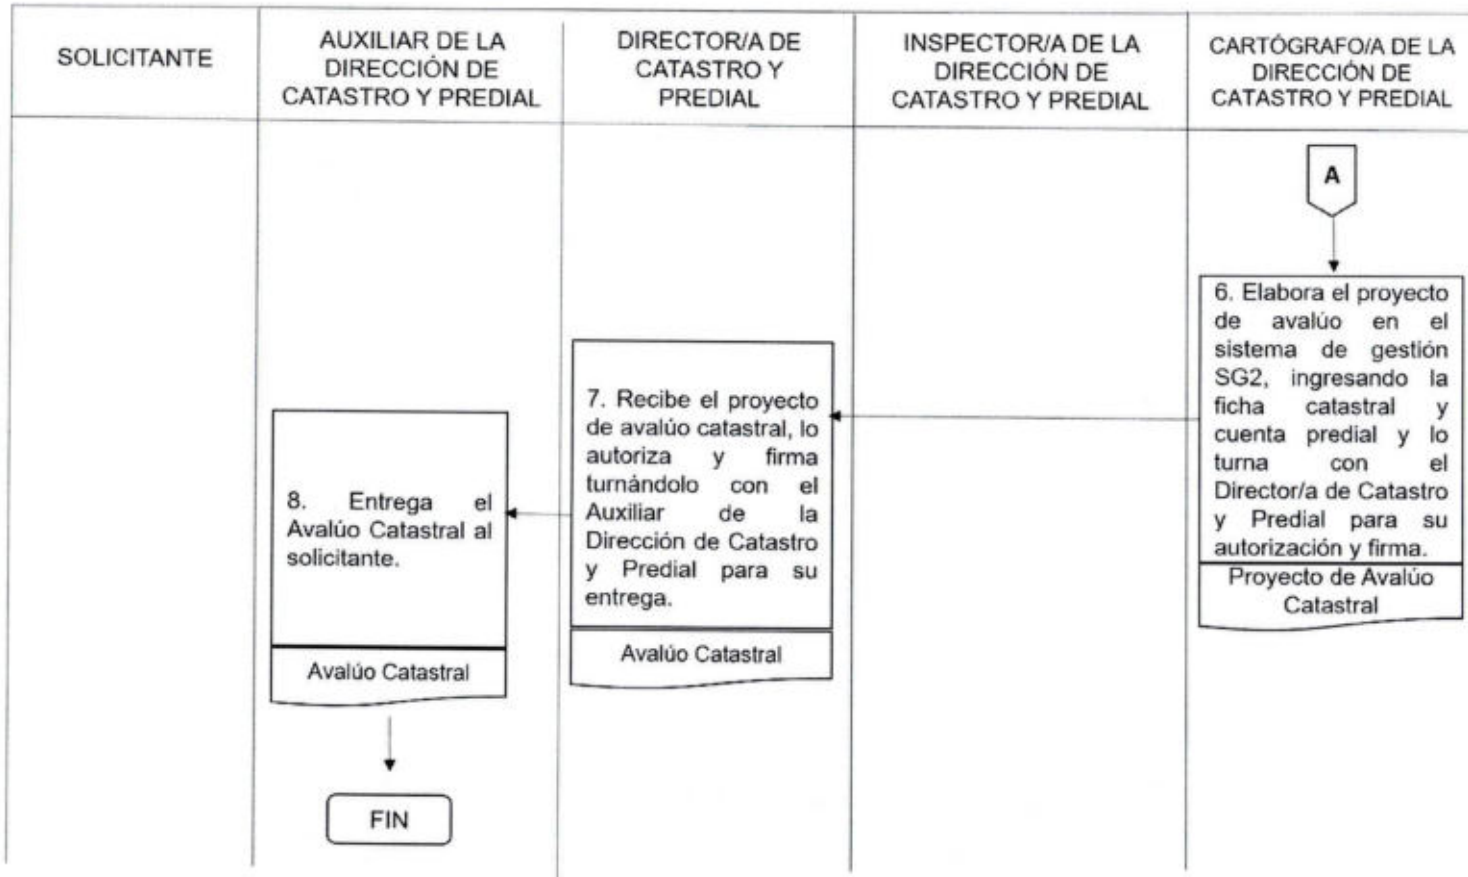 SOLICITANTE
AUXILIAR DE LA
DIRECCIÓN DE
CATASTRO Y PREDIAL
DIRECTOR/A DE
CATASTRO Y
PREDIAL
INSPECTOR/A DE LA
DIRECCIÓN DE
CATASTRO Y PREDIAL
CARTÓGRAFO/A DE LA
DIRECCIÓN DE
CATASTRO Y PREDIAL
A
6. Elabora el proyecto
de avalúo en el
sistema de gestión
SG2, ingresando la
ficha catastral y
cuenta predial y lo
turna con el
Director/a de Catastro
y Predial para su
autorización y firma.
Proyecto de Avalúo
Catastral
7. Recibe el proyecto
de avalúo catastral, lo
autoriza y firma
turnándolo con el
Auxiliar de la
Dirección de Catastro
y Predial para su
entrega.
Avalúo Catastral
8. Entrega el
Avalúo Catastral al
solicitante.
Avalúo Catastral
FIN